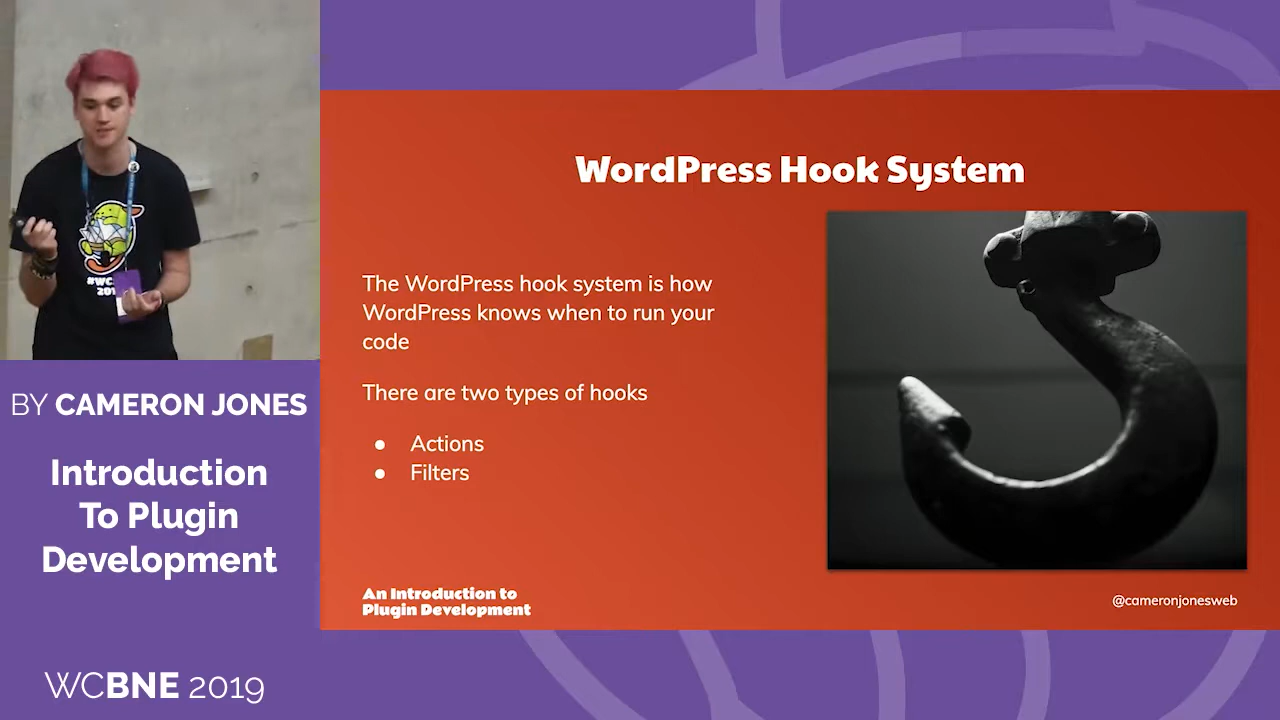 #WC
201
BY CAMERON JONES
Introduction
To Plugin
Development
WCBNE 2019
WordPress Hook System
The WordPress hook system is how
WordPress knows when to run your
code
There are two types of hooks
● Actions
● Filters
An Introduction to
Plugin Development
@cameronjonesweb